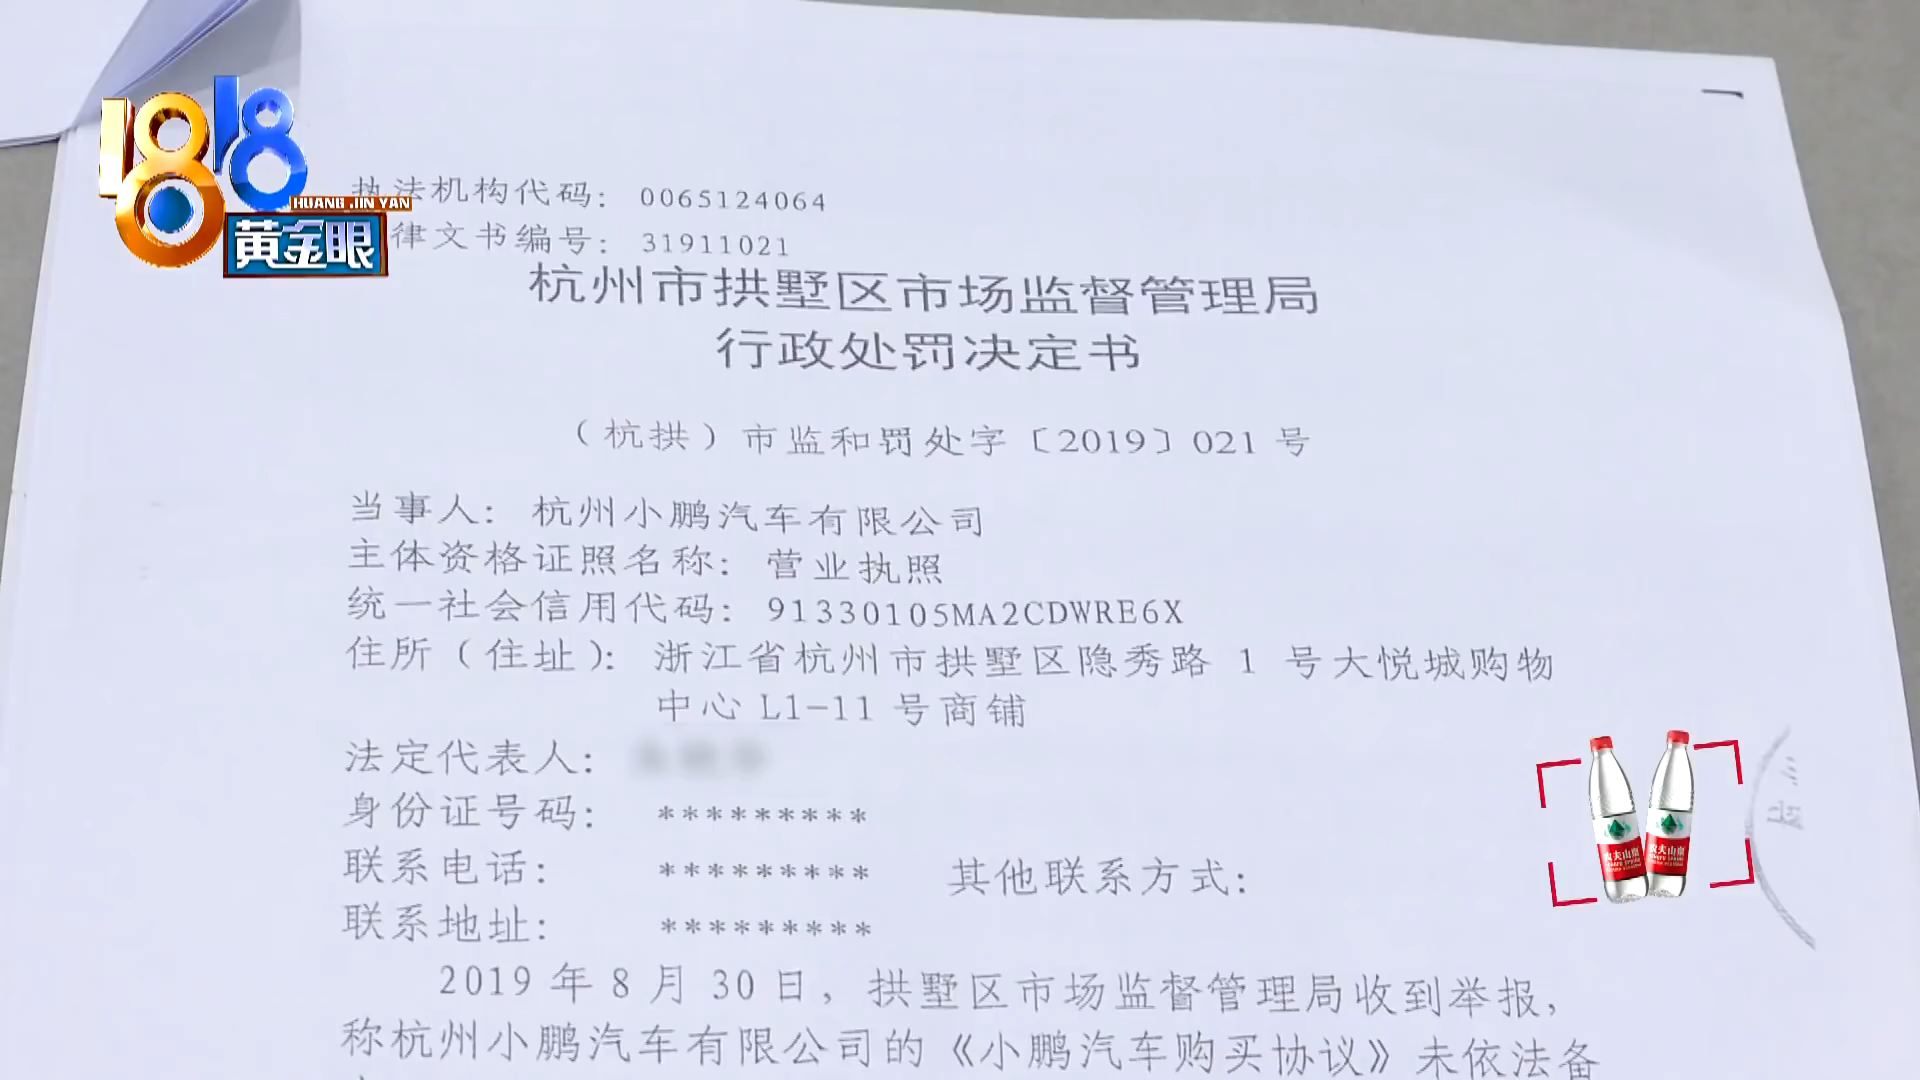 1818
HUANG JIN YAN
黄金眼
执法机构代码：0065124064
律文书编号：31911021
杭州市拱墅区市场监督管理局
行政处罚决定书
（杭拱）市监和罚处字〔2019〕021 号
当事人：杭州小鹏汽车有限公司
主体资格证照名称：营业执照
统一社会信用代码：91330105MA2CDWRE6X
住所（住址）：浙江省杭州市拱墅区隐秀路 1 号大悦城购物
中心 L1-11 号商铺
法定代表人：
身份证号码：*********
联系电话：********* 其他联系方式：
联系地址：*********
2019 年 8 月 30 日，拱墅区市场监督管理局收到举报，
称杭州小鹏汽车有限公司的《小鹏汽车购买协议》未依法备
农夫山泉
农夫山泉